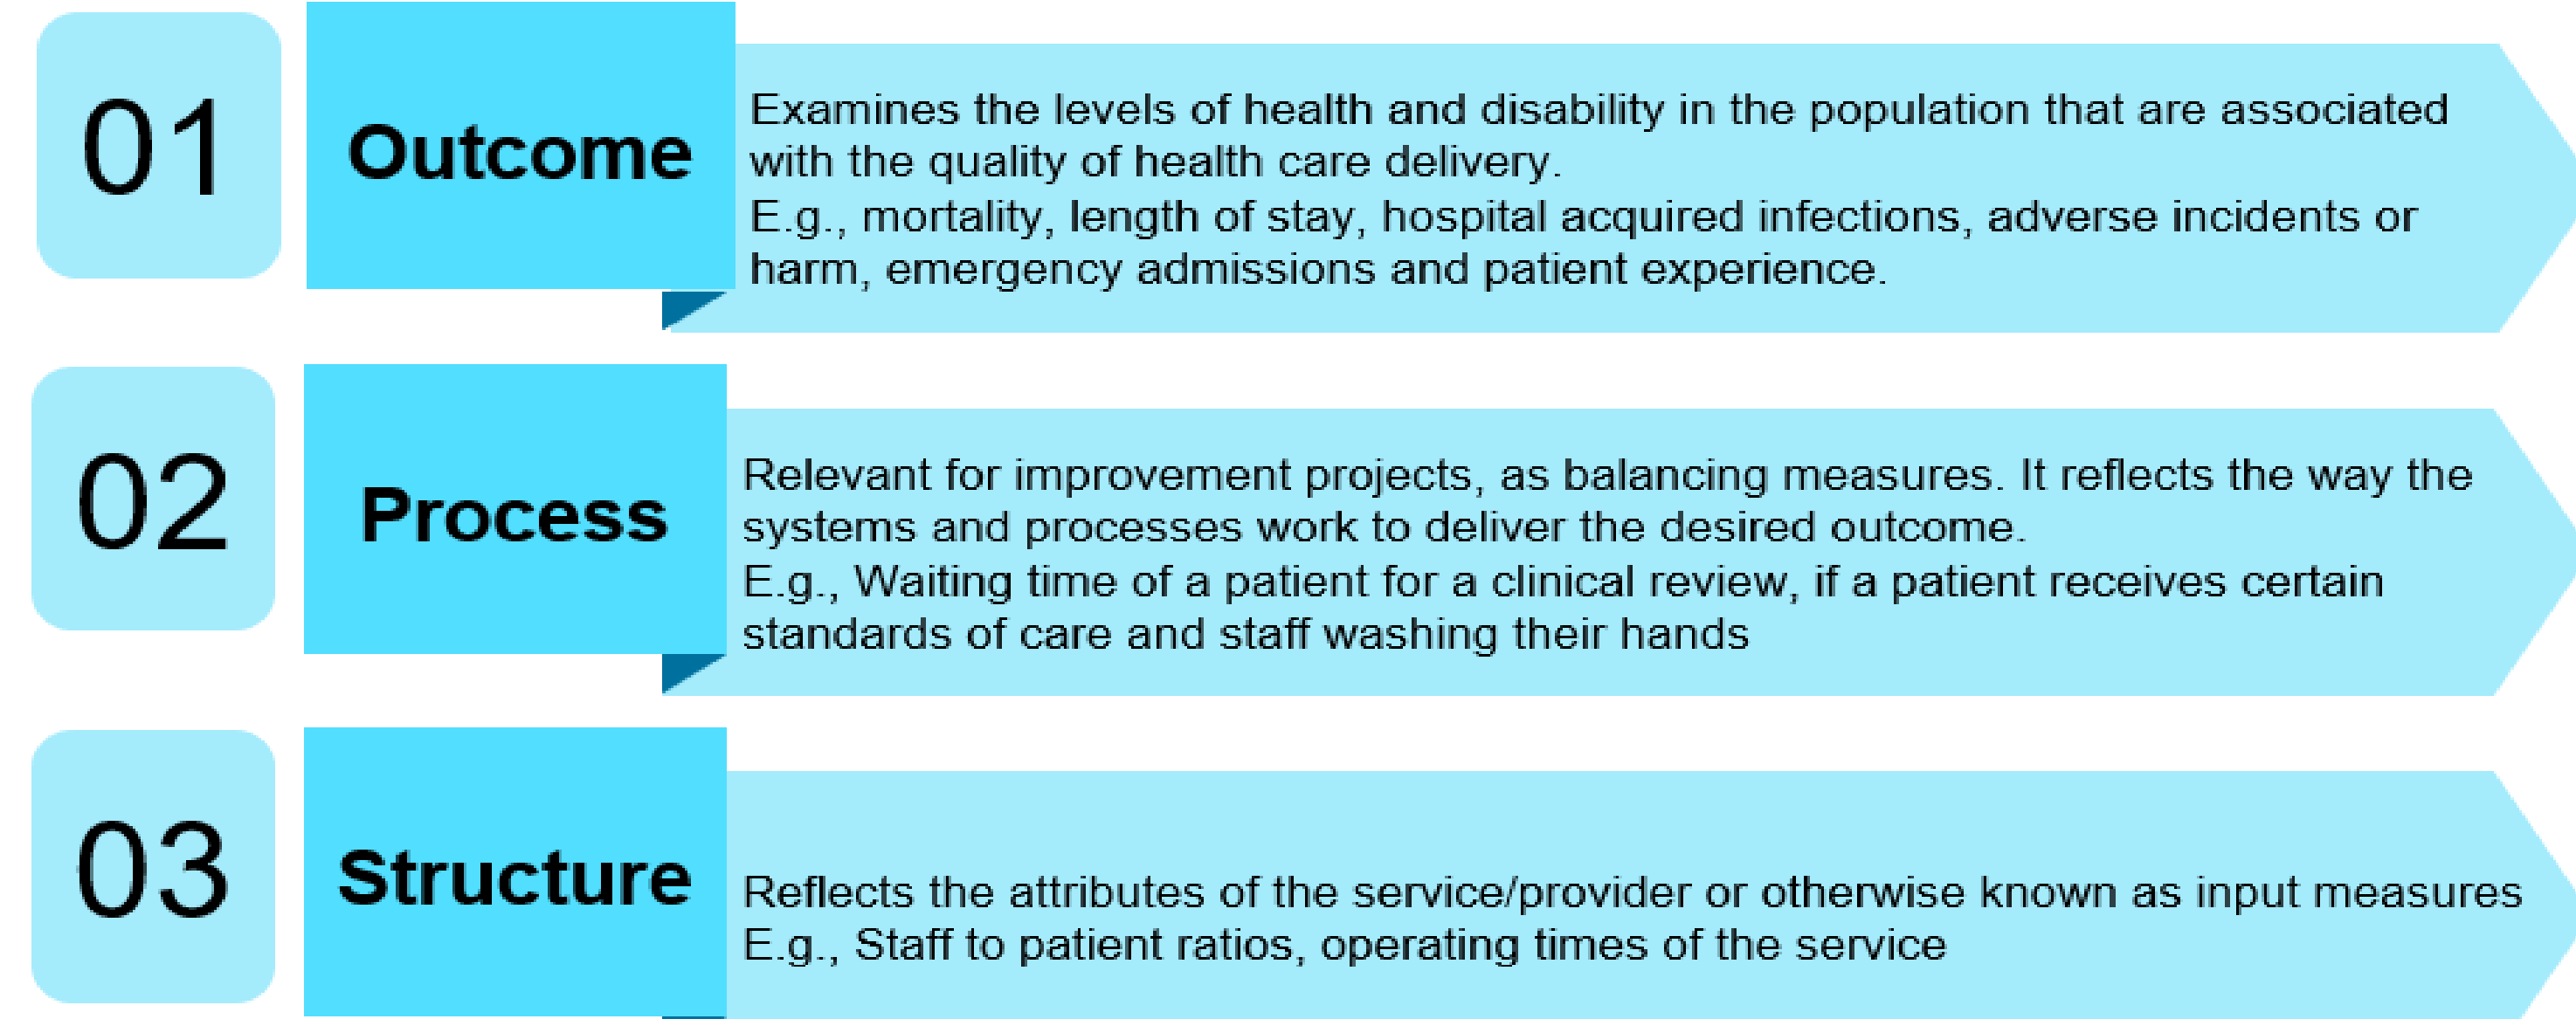 01
Outcome
Examines the levels of health and disability in the population that are associated
with the quality of health care delivery.
E.g., mortality, length of stay, hospital acquired infections, adverse incidents or
harm, emergency admissions and patient experience.
02
Process
Relevant for improvement projects, as balancing measures. It reflects the way the
systems and processes work to deliver the desired outcome.
E.g., Waiting time of a patient for a clinical review, if a patient receives certain
standards of care and staff washing their hands
03
Structure
Reflects the attributes of the service/provider or otherwise known as input measures
E.g., Staff to patient ratios, operating times of the service